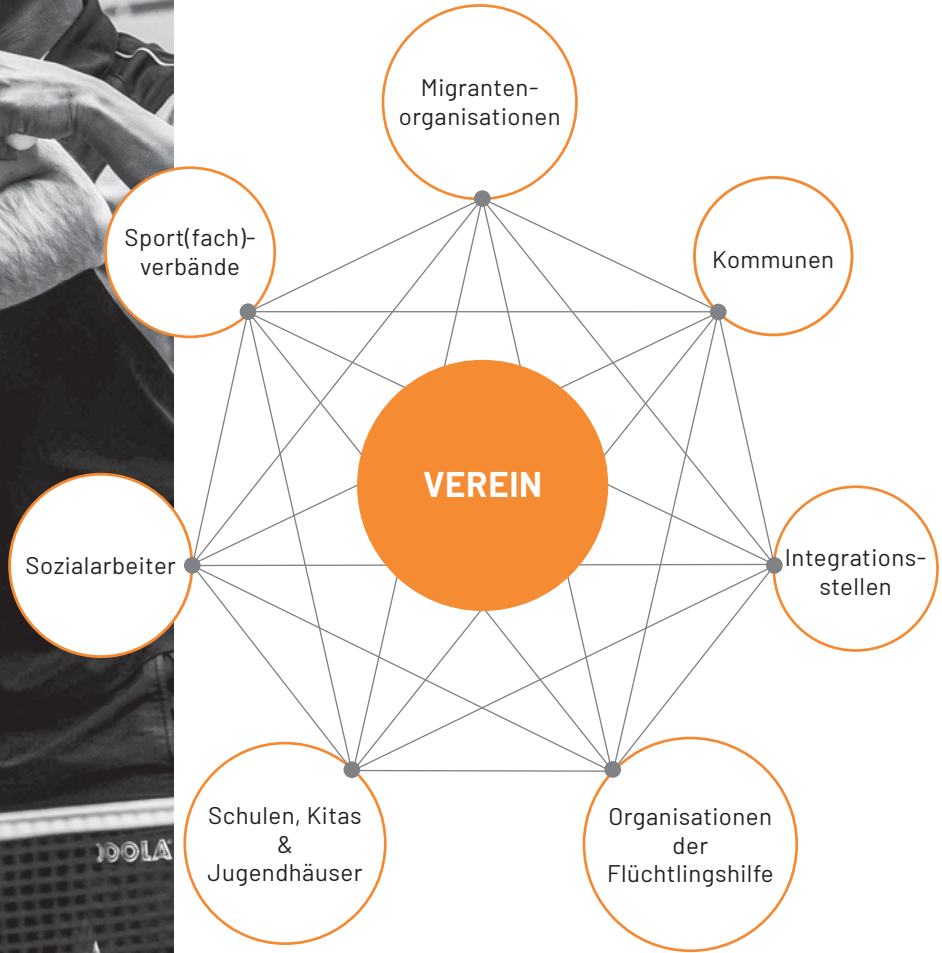 Migranten-
organisationen
Sport(fach)-
verbände
Kommunen
VEREIN
Sozialarbeiter
Integrations-
stellen
Schulen, Kitas
&
Jugendhäuser
Organisationen
der
Flüchtlingshilfe
JOOLA